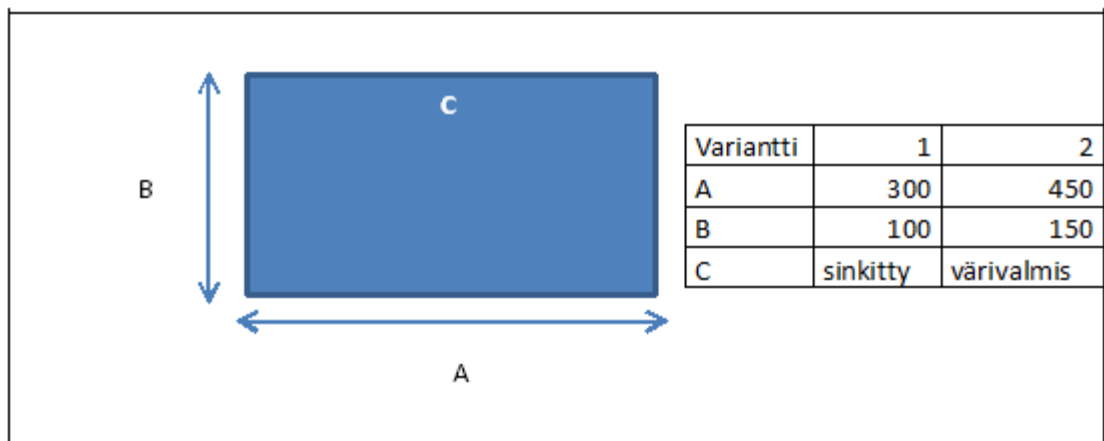 C
B
A
Variantti 1 2
A 300 450
B 100 150
C sinkitty värivalmis